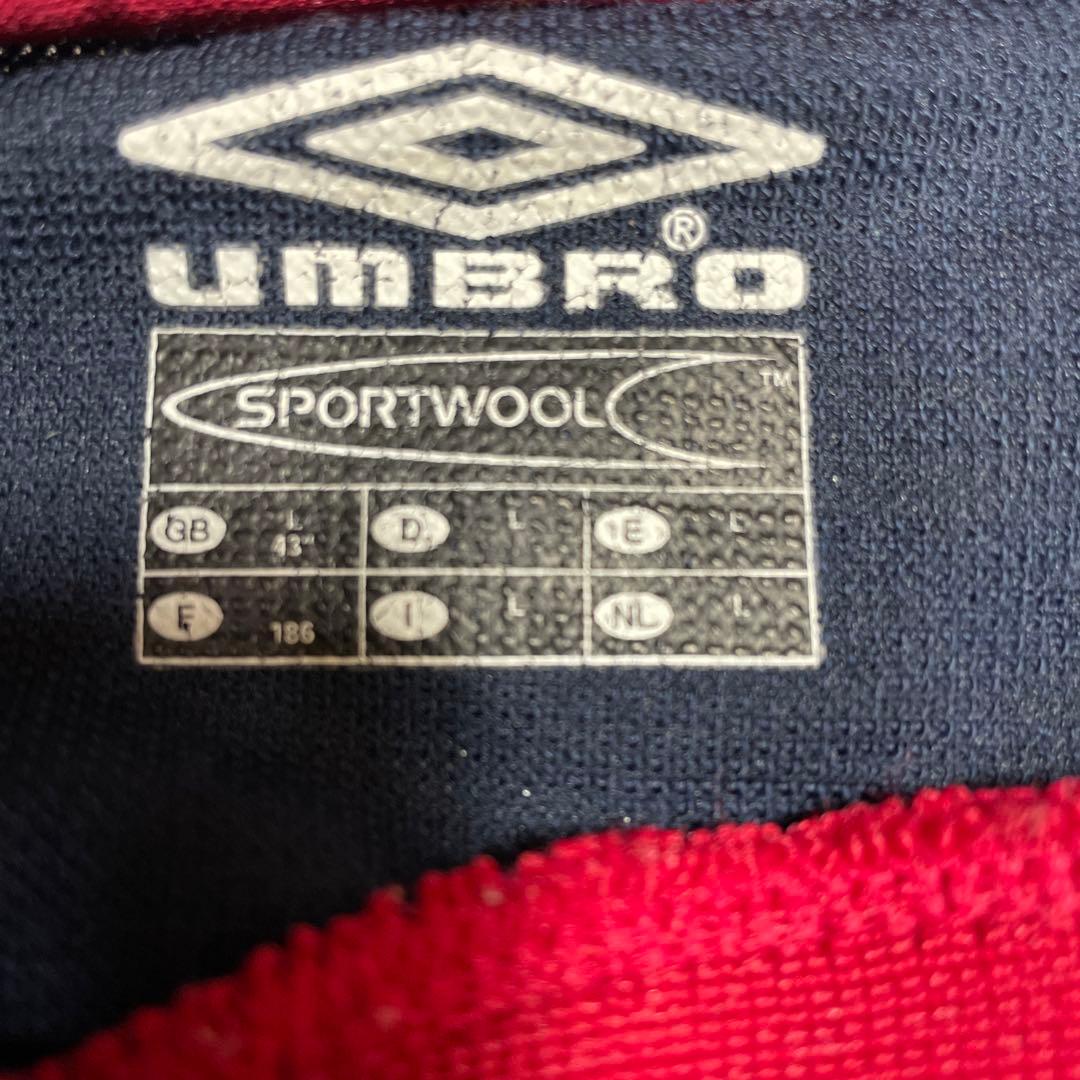 UMBRO®
SPORTWOOL™
GB L 43" D L E L
F 186 I L NL L